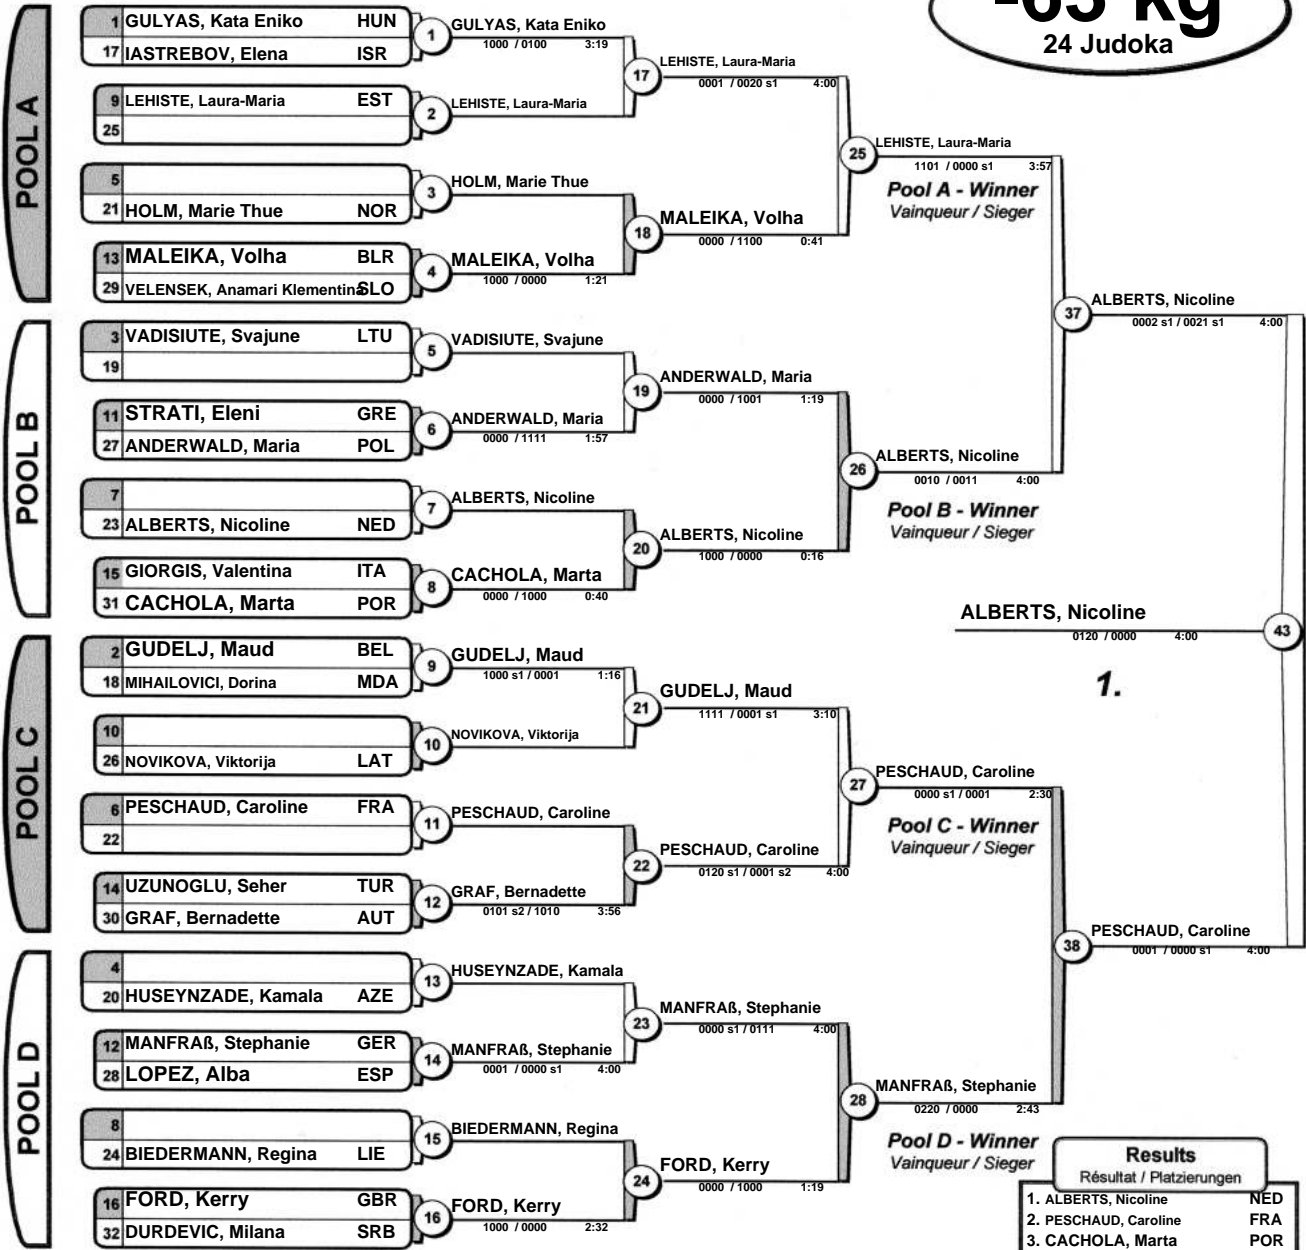 -63 kg
24 Judoka
POOL A
1 GULYAS, Kata Eniko HUN
17 IASTREBOV, Elena ISR
9 LEHISTE, Laura-Maria EST
25
5
21 HOLM, Marie Thue NOR
13 MALEIKA, Volha BLR
29 VELENSEK, Anamari Klementina SLO
POOL B
3 VADISIUTE, Svajune LTU
19
11 STRATI, Eleni GRE
27 ANDERWALD, Maria POL
7
23 ALBERTS, Nicoline NED
15 GIORGIS, Valentina ITA
31 CACHOLA, Marta POR
POOL C
2 GUDELJ, Maud BEL
18 MIHAILOVICI, Dorina MDA
10
26 NOVIKOVA, Viktorija LAT
6 PESCHAUD, Caroline FRA
22
14 UZUNOGLU, Seher TUR
30 GRAF, Bernadette AUT
POOL D
4
20 HUSEYNZADE, Kamala AZE
12 MANFRAß, Stephanie GER
28 LOPEZ, Alba ESP
8
24 BIEDERMANN, Regina LIE
16 FORD, Kerry GBR
32 DURDEVIC, Milana SRB
1 GULYAS, Kata Eniko
1000 / 0100 3:19
2 LEHISTE, Laura-Maria
3 HOLM, Marie Thue
4 MALEIKA, Volha
1000 / 0000 1:21
5 VADISIUTE, Svajune
6 ANDERWALD, Maria
0000 / 1111 1:57
7 ALBERTS, Nicoline
8 CACHOLA, Marta
0000 / 1000 0:40
9 GUDELJ, Maud
1000 s1 / 0001 1:16
10 NOVIKOVA, Viktorija
11 PESCHAUD, Caroline
12 GRAF, Bernadette
0101 s2 / 1010 3:56
13 HUSEYNZADE, Kamala
14 MANFRAß, Stephanie
0001 / 0000 s1 4:00
15 BIEDERMANN, Regina
16 FORD, Kerry
1000 / 0000 2:32
17 LEHISTE, Laura-Maria
0001 / 0020 s1 4:00
18 MALEIKA, Volha
0000 / 1100 0:41
19 ANDERWALD, Maria
0000 / 1001 1:19
20 ALBERTS, Nicoline
1000 / 0000 0:16
21 GUDELJ, Maud
1111 / 0001 s1 3:10
22 PESCHAUD, Caroline
0120 s1 / 0001 s2 4:00
23 MANFRAß, Stephanie
0000 s1 / 0111 4:00
24 FORD, Kerry
0000 / 1000 1:19
25 LEHISTE, Laura-Maria
1101 / 0000 s1 3:57
Pool A - Winner
Vainqueur / Sieger
26 ALBERTS, Nicoline
0010 / 0011 4:00
Pool B - Winner
Vainqueur / Sieger
27 PESCHAUD, Caroline
0000 s1 / 0001 2:30
Pool C - Winner
Vainqueur / Sieger
28 MANFRAß, Stephanie
0220 / 0000 2:43
Pool D - Winner
Vainqueur / Sieger
37 ALBERTS, Nicoline
0002 s1 / 0021 s1 4:00
38 PESCHAUD, Caroline
0001 / 0000 s1 4:00
ALBERTS, Nicoline 43
0120 / 0000 4:00
1.
Results
Résultat / Platzierungen
1. ALBERTS, Nicoline NED
2. PESCHAUD, Caroline FRA
3. CACHOLA, Marta POR